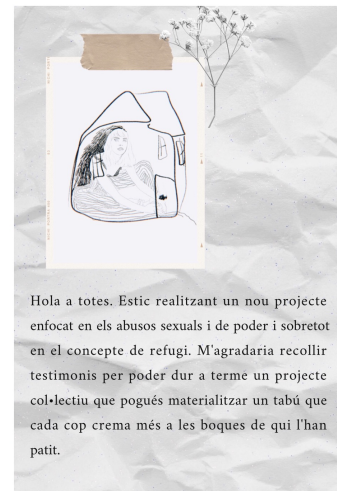 Hola a totes. Estic realitzant un nou projecte
enfocat en els abusos sexuals i de poder i sobretot
en el concepte de refugi. M'agradaria recollir
testimonis per poder dur a terme un projecte
col•lectiu que pogués materialitzar un tabú que
cada cop crema més a les boques de qui l'han
patit.